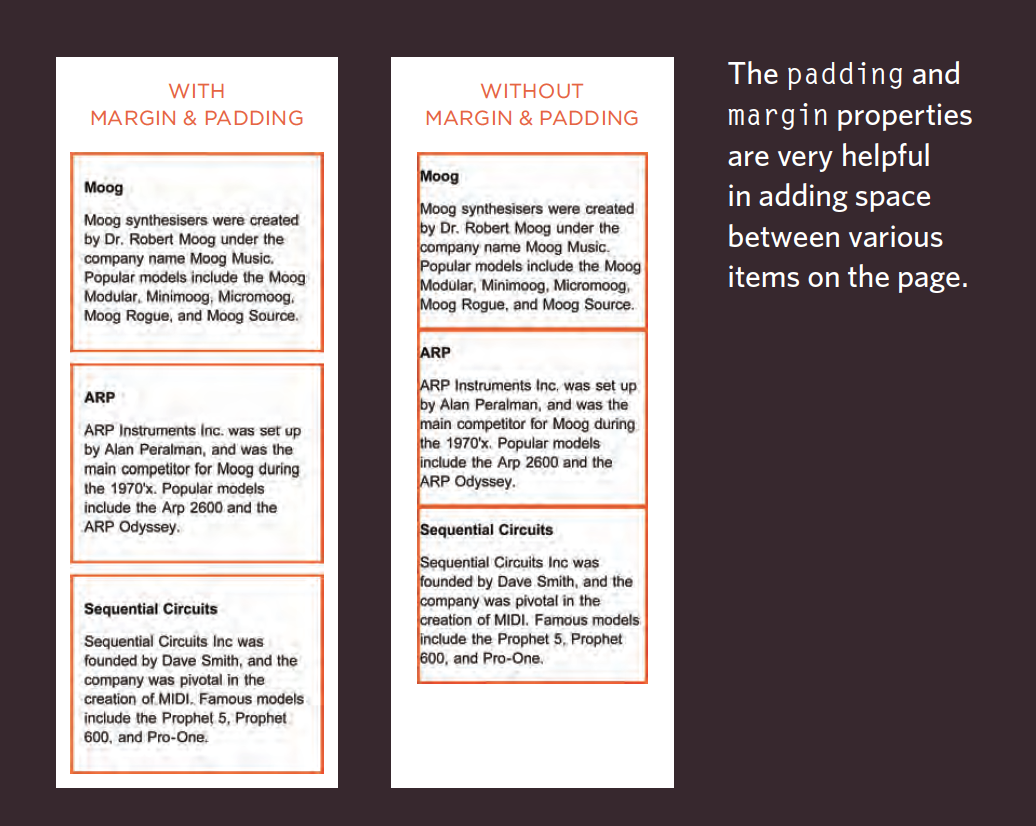 WITH
MARGIN & PADDING
Moog
Moog synthesisers were created
by Dr. Robert Moog under the
company name Moog Music.
Popular models include the Moog
Modular, Minimoog, Micromoog,
Moog Rogue, and Moog Source.
ARP
ARP Instruments Inc. was set up
by Alan Peralman, and was the
main competitor for Moog during
the 1970'x. Popular models
include the Arp 2600 and the
ARP Odyssey.
Sequential Circuits
Sequential Circuits Inc was
founded by Dave Smith, and the
company was pivotal in the
creation of MIDI. Famous models
include the Prophet 5, Prophet
600, and Pro-One.
WITHOUT
MARGIN & PADDING
Moog
Moog synthesisers were created
by Dr. Robert Moog under the
company name Moog Music.
Popular models include the Moog
Modular, Minimoog, Micromoog,
Moog Rogue, and Moog Source.
ARP
ARP Instruments Inc. was set up
by Alan Peralman, and was the
main competitor for Moog during
the 1970'x. Popular models
include the Arp 2600 and the
ARP Odyssey.
Sequential Circuits
Sequential Circuits Inc was
founded by Dave Smith, and the
company was pivotal in the
creation of MIDI. Famous models
include the Prophet 5, Prophet
600, and Pro-One.
The padding and
margin properties
are very helpful
in adding space
between various
items on the page.